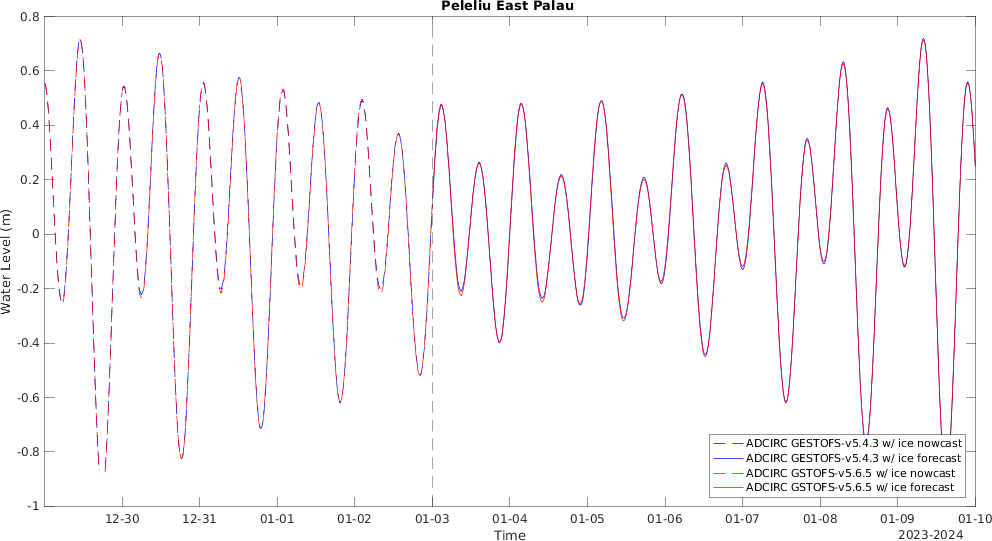 Peleliu East Palau
0.8
0.6
0.4
0.2
0
-0.2
-0.4
-0.6
-0.8
-1
Water Level (m)
ADCIRC GESTOFS-v5.4.3 w/ ice nowcast
ADCIRC GESTOFS-v5.4.3 w/ ice forecast
ADCIRC GSTOFS-v5.6.5 w/ ice nowcast
ADCIRC GSTOFS-v5.6.5 w/ ice forecast
12-30 12-31 01-01 01-02 01-03 01-04 01-05 01-06 01-07 01-08 01-09 01-10
Time
2023-2024